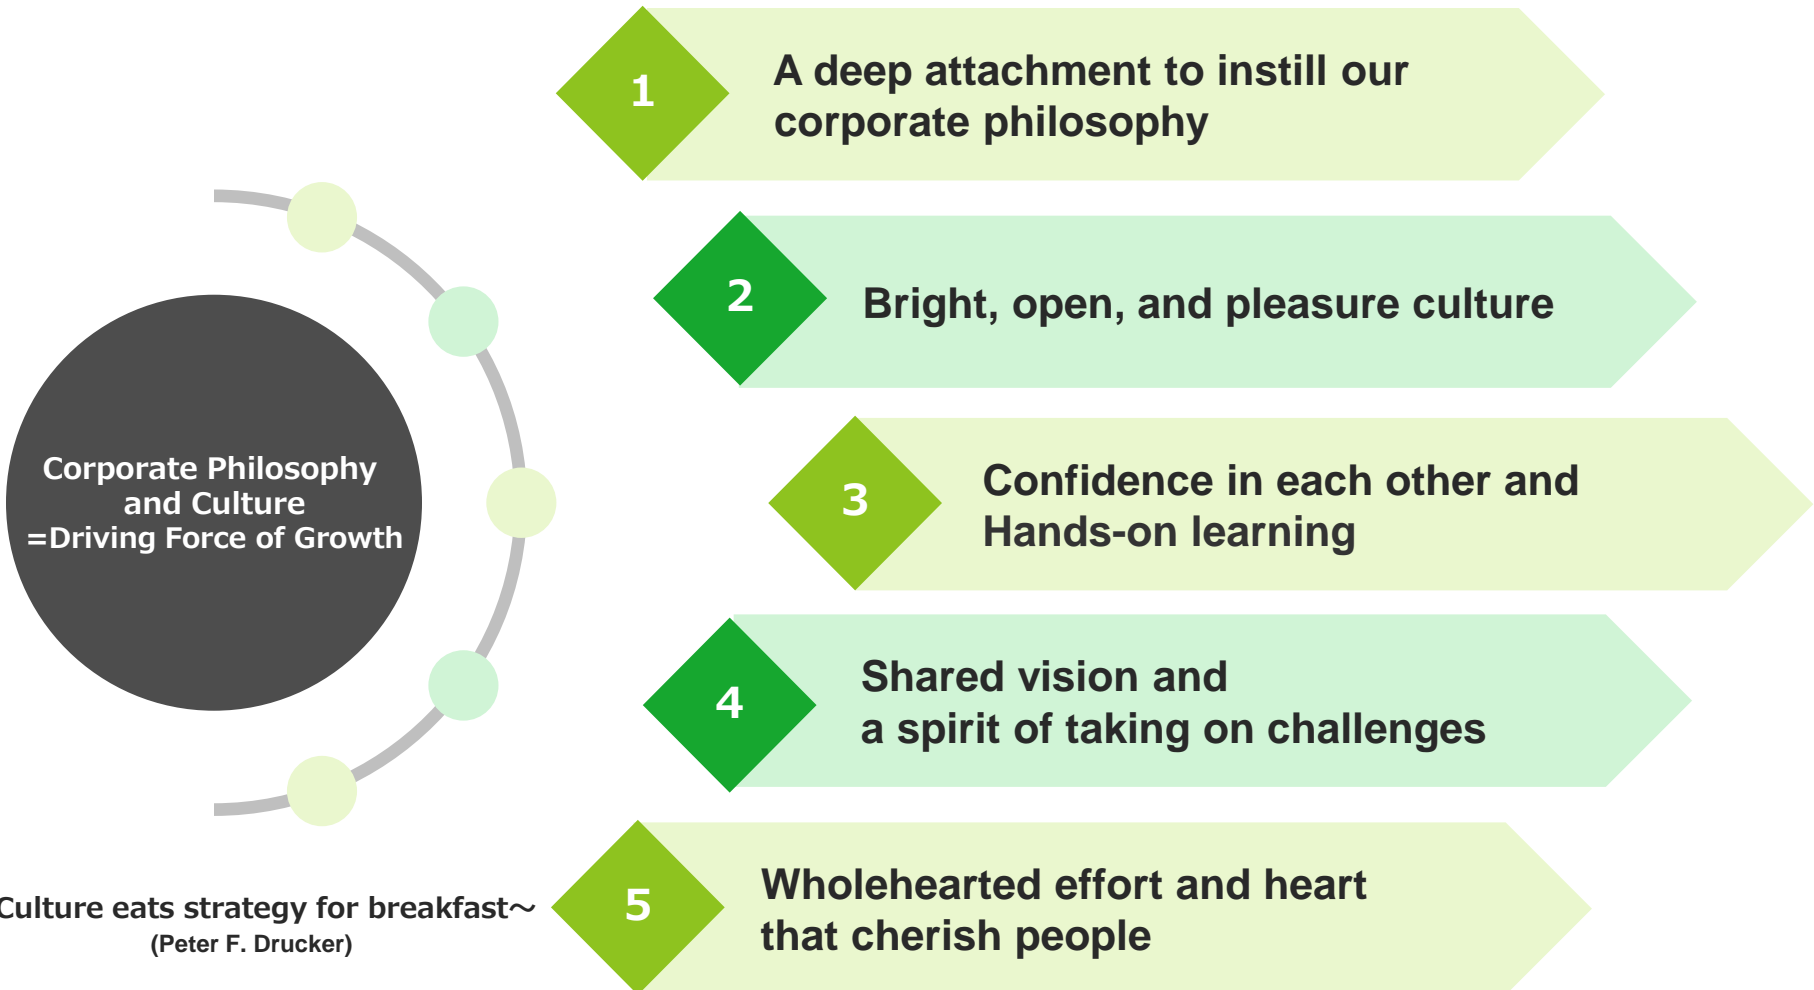 1
A deep attachment to instill our
corporate philosophy
2
Bright, open, and pleasure culture
Corporate Philosophy
and Culture
=Driving Force of Growth
3
Confidence in each other and
Hands-on learning
4
Shared vision and
a spirit of taking on challenges
5
Wholehearted effort and heart
that cherish people
Culture eats strategy for breakfast～
(Peter F. Drucker)